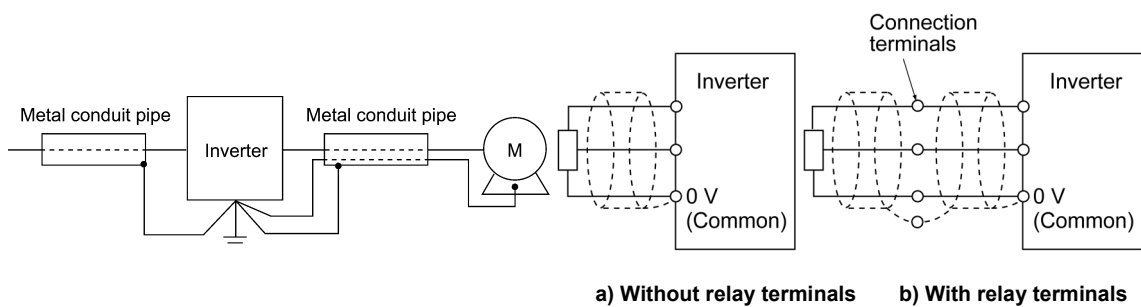 Metal conduit pipe
Inverter
Metal conduit pipe
M
Inverter
0 V
(Common)
a) Without relay terminals
Connection
terminals
Inverter
0 V
(Common)
b) With relay terminals